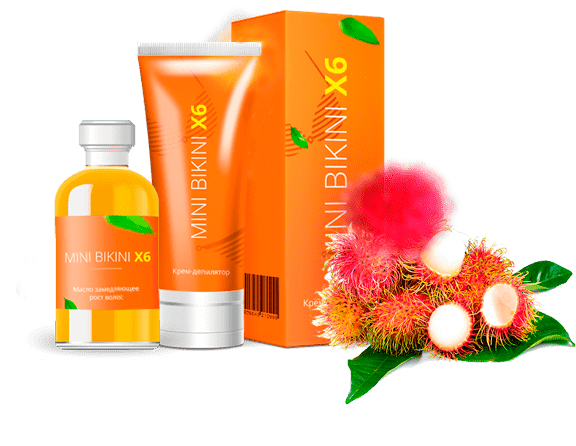 MINI BIKINI X6
Масло замедляющее
рост волос
MINI BIKINI X6
Крем-депилятор
MINI BIKINI X6